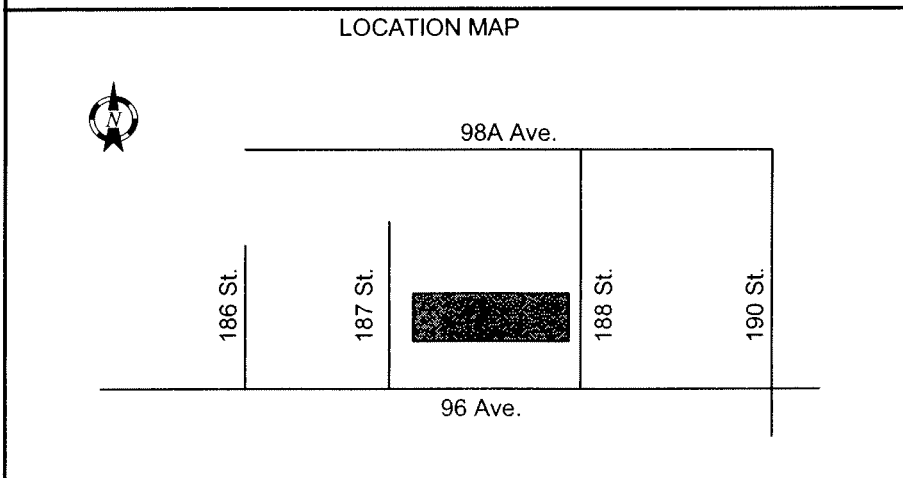 LOCATION MAP
N
98A Ave.
186 St.
187 St.
188 St.
190 St.
96 Ave.